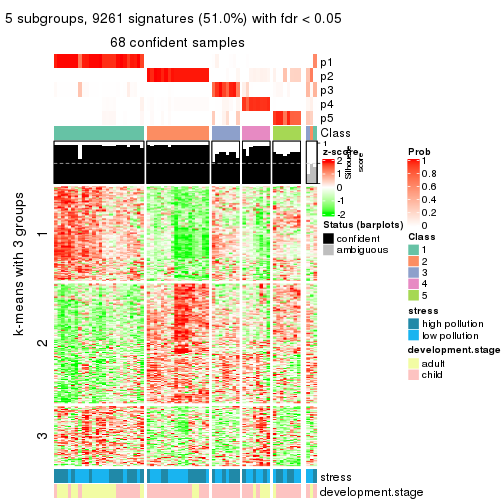 5 subgroups, 9261 signatures (51.0%) with fdr < 0.05
68 confident samples
p1
p2
p3
p4
p5
Class
1
Silhouette score
k-means with 3 groups
1
2
3
stress
development.stage
z-score
2
1
0
-1
-2
Status (barplots)
confident
ambiguous
Prob
1
0.8
0.6
0.4
0.2
0
Class
1
2
3
4
5
stress
high pollution
low pollution
development.stage
adult
child